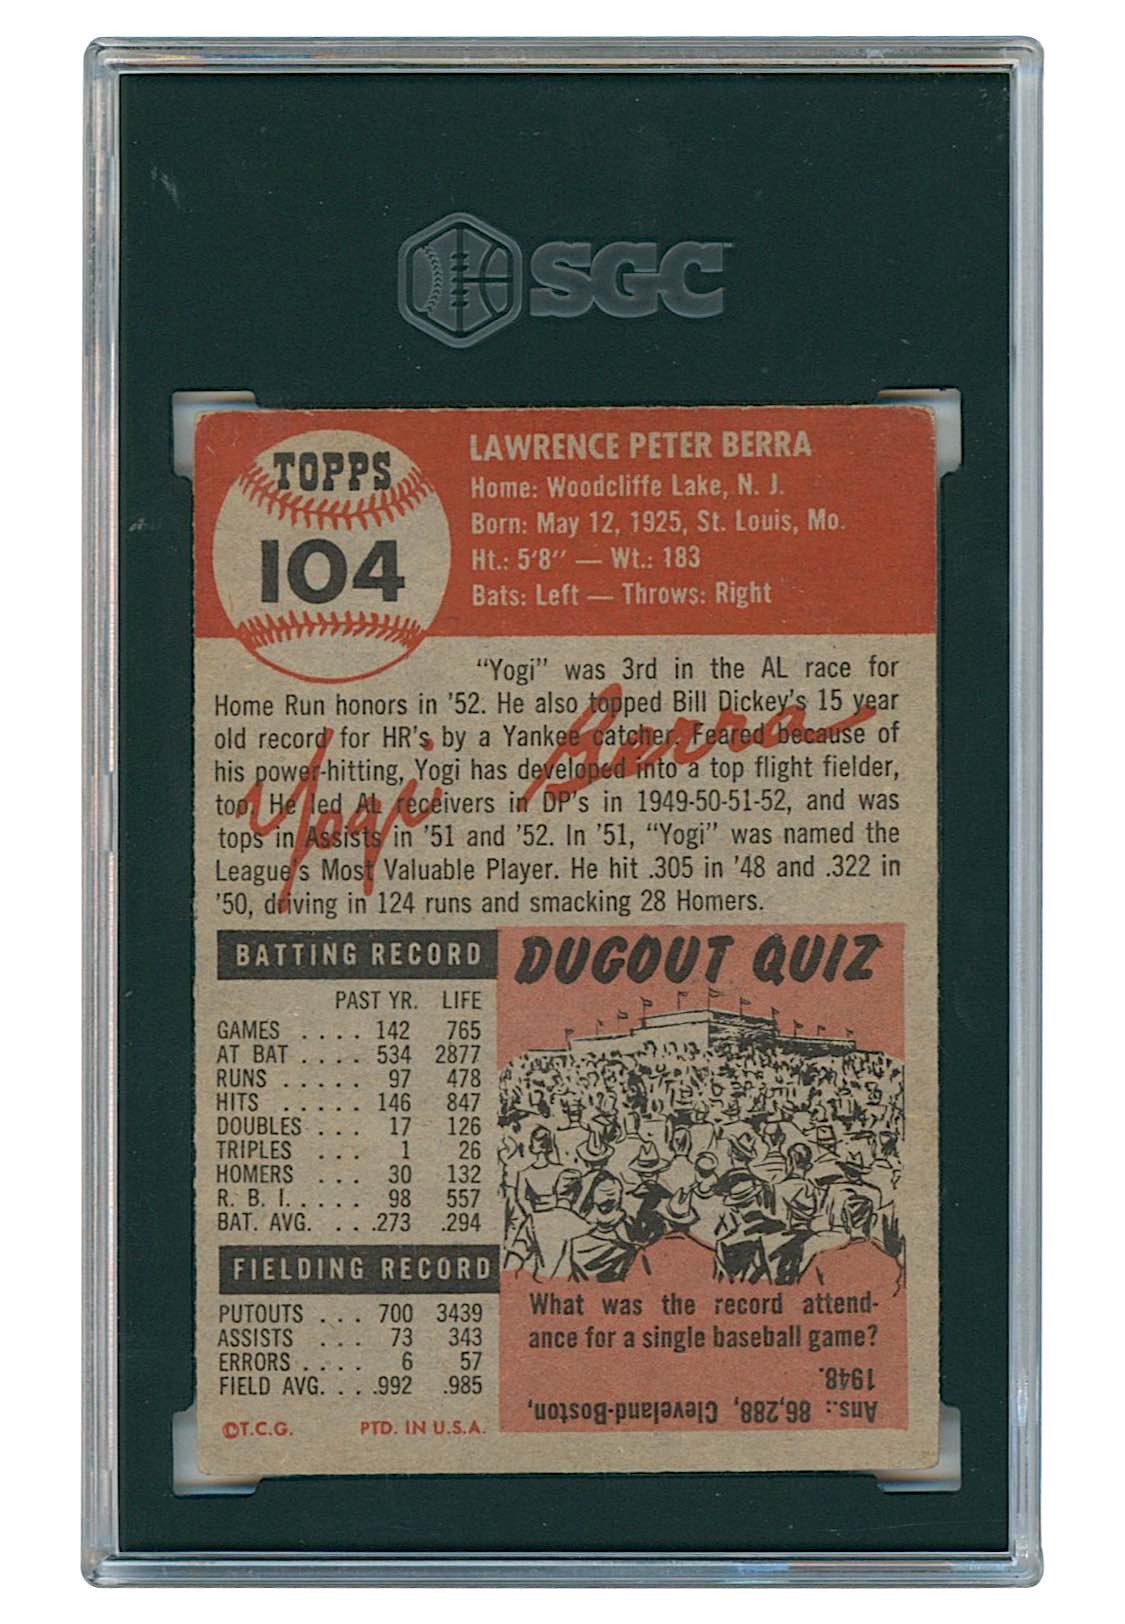 SGC
TOPPS
104
LAWRENCE PETER BERRA
Home: Woodcliffe Lake, N. J.
Born: May 12, 1925, St. Louis, Mo.
Ht.: 5'8" — Wt.: 183
Bats: Left — Throws: Right
"Yogi" was 3rd in the AL race for
Home Run honors in '52. He also topped Bill Dickey's 15 year
old record for HR's by a Yankee catcher. Feared because of
his power-hitting, Yogi has developed into a top flight fielder,
too. He led AL receivers in DP's in 1949-50-51-52, and was
tops in Assists in '51 and '52. In '51, "Yogi" was named the
League's Most Valuable Player. He hit .305 in '48 and .322 in
'50, driving in 124 runs and smacking 28 Homers.
Yogi Berra
BATTING RECORD
PAST YR. LIFE
GAMES . . . . 142 765
AT BAT . . . . 534 2877
RUNS . . . . . 97 478
HITS . . . . . 146 847
DOUBLES . . . 17 126
TRIPLES . . . 1 26
HOMERS . . . 30 132
R. B. I. . . . . 98 557
BAT. AVG. . . . .273 .294
FIELDING RECORD
PUTOUTS . . . 700 3439
ASSISTS . . . 73 343
ERRORS . . . . 6 57
FIELD AVG. . . . .992 .985
©T.C.G. PTD. IN U.S.A.
DUGOUT QUIZ
What was the record attend-
ance for a single baseball game?
Ans.: 86,288, Cleveland-Boston,
1948.